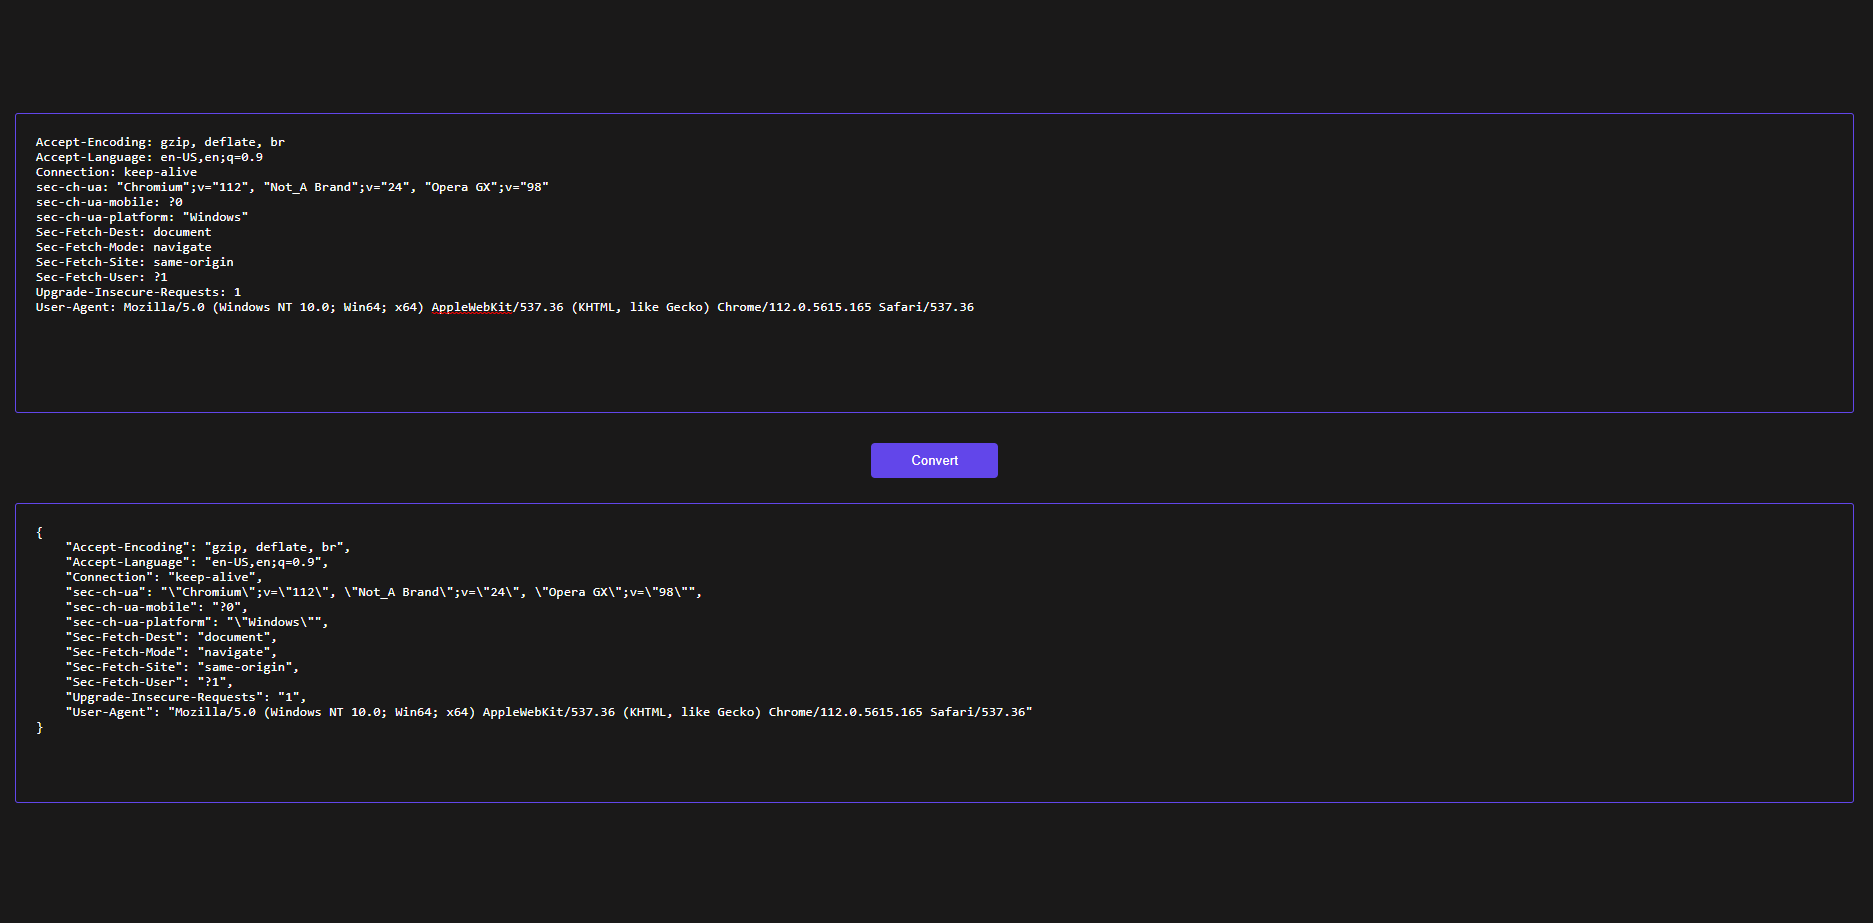 Accept-Encoding: gzip, deflate, br
Accept-Language: en-US,en;q=0.9
Connection: keep-alive
sec-ch-ua: "Chromium";v="112", "Not_A Brand";v="24", "Opera GX";v="98"
sec-ch-ua-mobile: ?0
sec-ch-ua-platform: "Windows"
Sec-Fetch-Dest: document
Sec-Fetch-Mode: navigate
Sec-Fetch-Site: same-origin
Sec-Fetch-User: ?1
Upgrade-Insecure-Requests: 1
User-Agent: Mozilla/5.0 (Windows NT 10.0; Win64; x64) AppleWebKit/537.36 (KHTML, like Gecko) Chrome/112.0.5615.165 Safari/537.36
Convert
{
    "Accept-Encoding": "gzip, deflate, br",
    "Accept-Language": "en-US,en;q=0.9",
    "Connection": "keep-alive",
    "sec-ch-ua": "\"Chromium\";v=\"112\", \"Not_A Brand\";v=\"24\", \"Opera GX\";v=\"98\"",
    "sec-ch-ua-mobile": "?0",
    "sec-ch-ua-platform": "\"Windows\"",
    "Sec-Fetch-Dest": "document",
    "Sec-Fetch-Mode": "navigate",
    "Sec-Fetch-Site": "same-origin",
    "Sec-Fetch-User": "?1",
    "Upgrade-Insecure-Requests": "1",
    "User-Agent": "Mozilla/5.0 (Windows NT 10.0; Win64; x64) AppleWebKit/537.36 (KHTML, like Gecko) Chrome/112.0.5615.165 Safari/537.36"
}